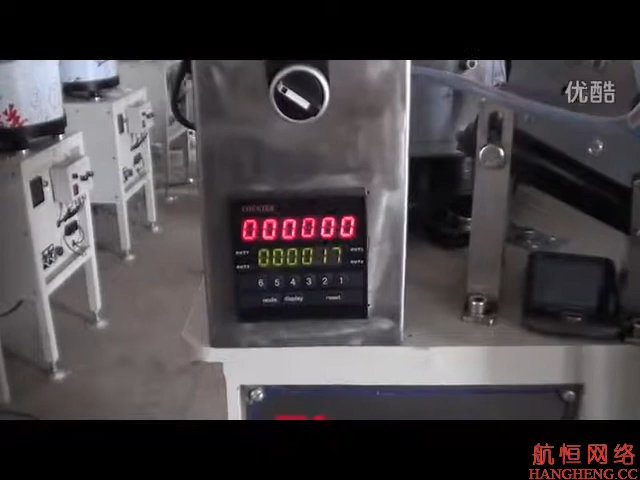 优酷
COUNTER
000000
000017
6 5 4 3 2 1
mode display reset
航恒网络
HANGHENG.CC